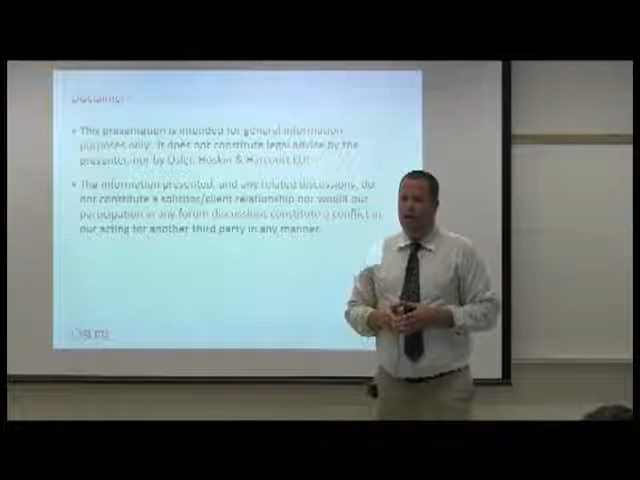 Disclaimer
• This presentation is intended for general information
purposes only. It does not constitute legal advice by the
presenter, nor by Osler, Hoskin & Harcourt LLP.
• The information presented, and any related discussions, do
not constitute a solicitor/client relationship nor would our
participation in any forum discussions constitute a conflict in
our acting for another third party in any manner.